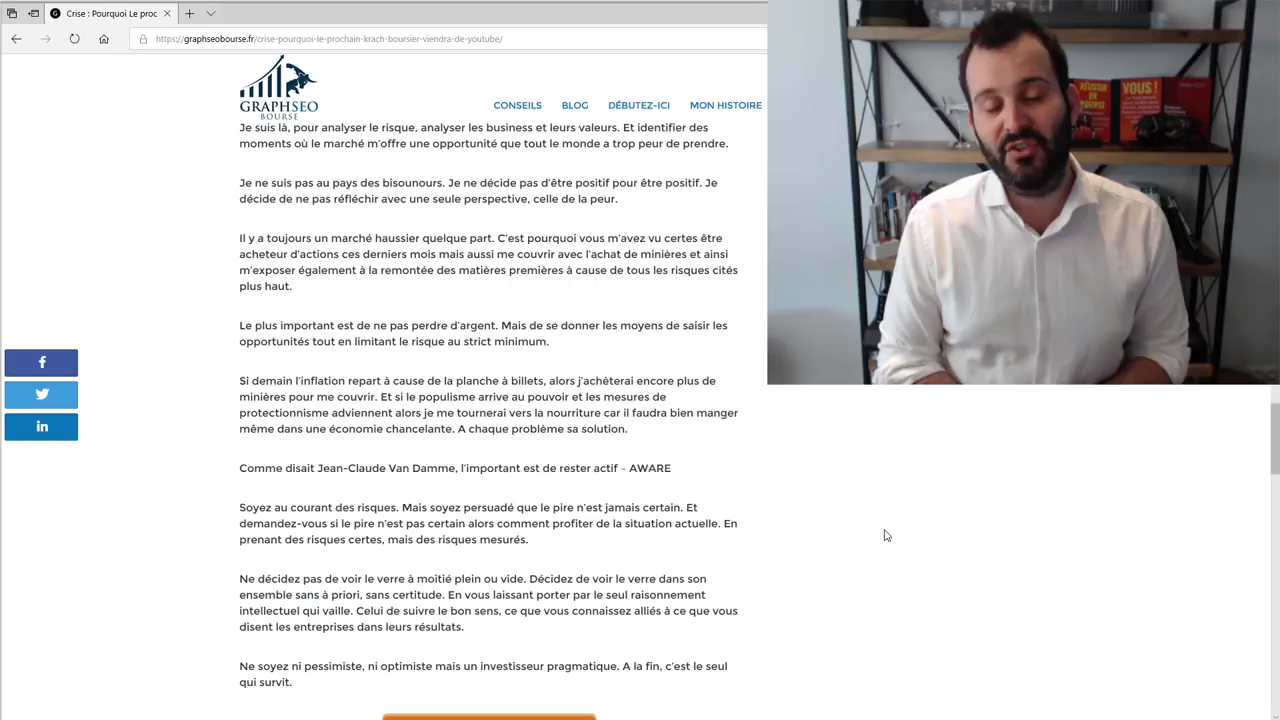 Crise : Pourquoi Le proc
https://graphseobourse.fr/crise-pourquoi-le-prochain-krach-boursier-viendra-de-youtube/
GRAPHSEO
BOURSE
CONSEILS
BLOG
DÉBUTEZ-ICI
MON HISTOIRE
Je suis là, pour analyser le risque, analyser les business et leurs valeurs. Et identifier des
moments où le marché m'offre une opportunité que tout le monde a trop peur de prendre.
Je ne suis pas au pays des bisounours. Je ne décide pas d'être positif pour être positif. Je
décide de ne pas réfléchir avec une seule perspective, celle de la peur.
Il y a toujours un marché haussier quelque part. C'est pourquoi vous m'avez vu certes être
acheteur d'actions ces derniers mois mais aussi me couvrir avec l'achat de minières et ainsi
m'exposer également à la remontée des matières premières à cause de tous les risques cités
plus haut.
Le plus important est de ne pas perdre d'argent. Mais de se donner les moyens de saisir les
opportunités tout en limitant le risque au strict minimum.
Si demain l'inflation repart à cause de la planche à billets, alors j'achèterai encore plus de
minières pour me couvrir. Et si le populisme arrive au pouvoir et les mesures de
protectionnisme adviennent alors je me tournerai vers la nourriture car il faudra bien manger
même dans une économie chancelante. A chaque problème sa solution.
Comme disait Jean-Claude Van Damme, l'important est de rester actif – AWARE
Soyez au courant des risques. Mais soyez persuadé que le pire n'est jamais certain. Et
demandez-vous si le pire n'est pas certain alors comment profiter de la situation actuelle. En
prenant des risques certes, mais des risques mesurés.
Ne décidez pas de voir le verre à moitié plein ou vide. Décidez de voir le verre dans son
ensemble sans à priori, sans certitude. En vous laissant porter par le seul raisonnement
intellectuel qui vaille. Celui de suivre le bon sens, ce que vous connaissez alliés à ce que vous
disent les entreprises dans leurs résultats.
Ne soyez ni pessimiste, ni optimiste mais un investisseur pragmatique. A la fin, c'est le seul
qui survit.
RÉUSSIR
EN
BOURSE
VOUS !